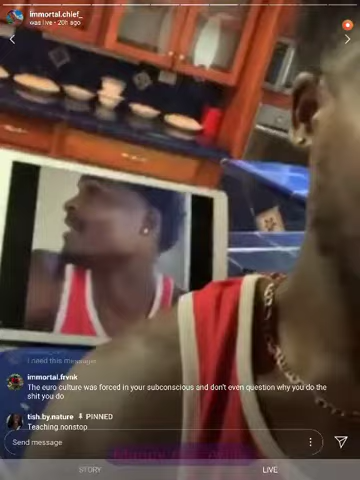 immortal.chief_
was live • 20h ago
I need this message
immortal.frvnk
The euro culture was forced in your subconscious and don't even question why you do the
shit you do
tish.by.nature PINNED
Teaching nonstop
Send message
STORY
LIVE